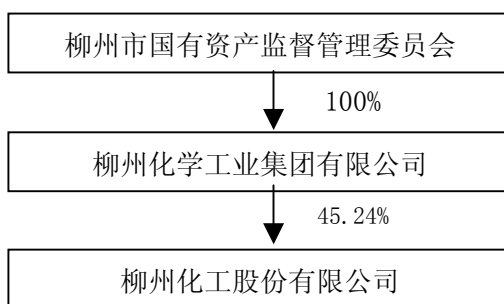 柳州市国有资产监督管理委员会
100%
柳州化学工业集团有限公司
45.24%
柳州化工股份有限公司